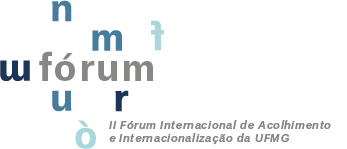 n
m f
w fórum
u r
ò
II Fórum Internacional de Acolhimento
e Internacionalização da UFMG